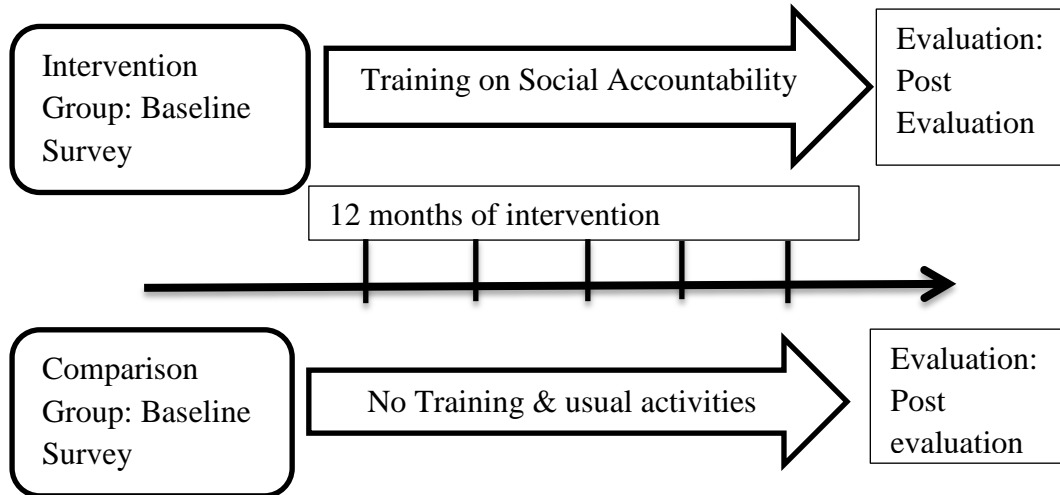 Intervention
Group: Baseline
Survey
Training on Social Accountability
Evaluation:
Post
Evaluation
12 months of intervention
Comparison
Group: Baseline
Survey
No Training & usual activities
Evaluation:
Post
evaluation